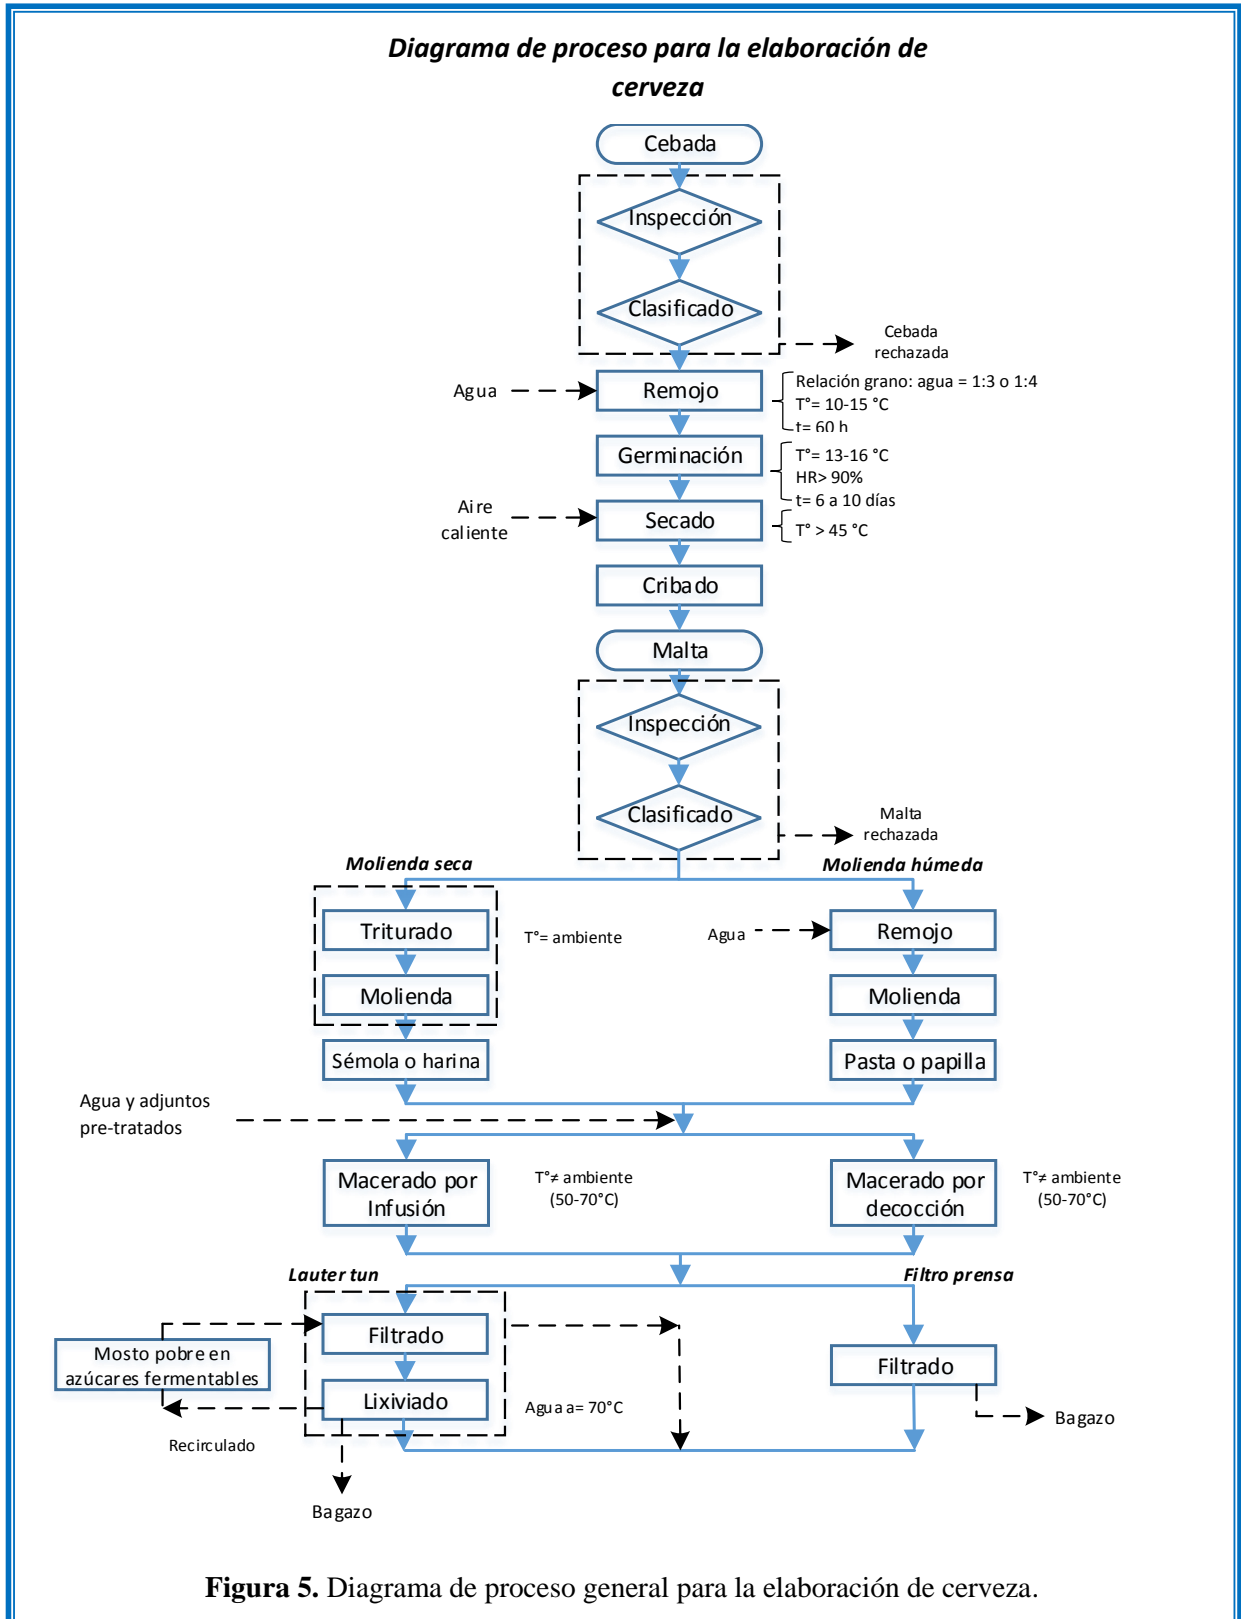 Diagrama de proceso para la elaboración de
cerveza
Cebada
Inspección
Clasificado
Cebada
rechazada
Agua
Remojo
Relación grano: agua = 1:3 o 1:4
T°= 10-15 °C
t= 60 h
Germinación
T°= 13-16 °C
HR> 90%
t= 6 a 10 días
Aire
caliente
Secado
T° > 45 °C
Cribado
Malta
Inspección
Clasificado
Malta
rechazada
Molienda seca
Molienda húmeda
Triturado
T°= ambiente
Agua
Remojo
Molienda
Molienda
Sémola o harina
Pasta o papilla
Agua y adjuntos
pre-tratados
Macerado por
Infusión
T°≠ ambiente
(50-70°C)
Macerado por
decocción
T°≠ ambiente
(50-70°C)
Lauter tun
Filtro prensa
Filtrado
Mosto pobre en
azúcares fermentables
Filtrado
Lixiviado
Agua a= 70°C
Bagazo
Recirculado
Bagazo
Figura 5. Diagrama de proceso general para la elaboración de cerveza.